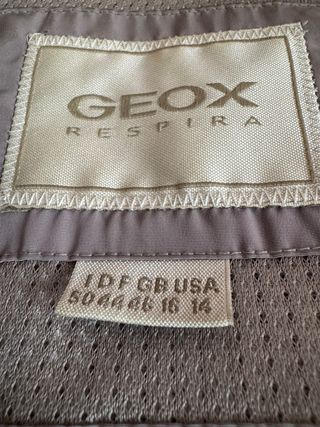 GEOX
RESPIRA
I D F GB USA
50 44 46 16 14